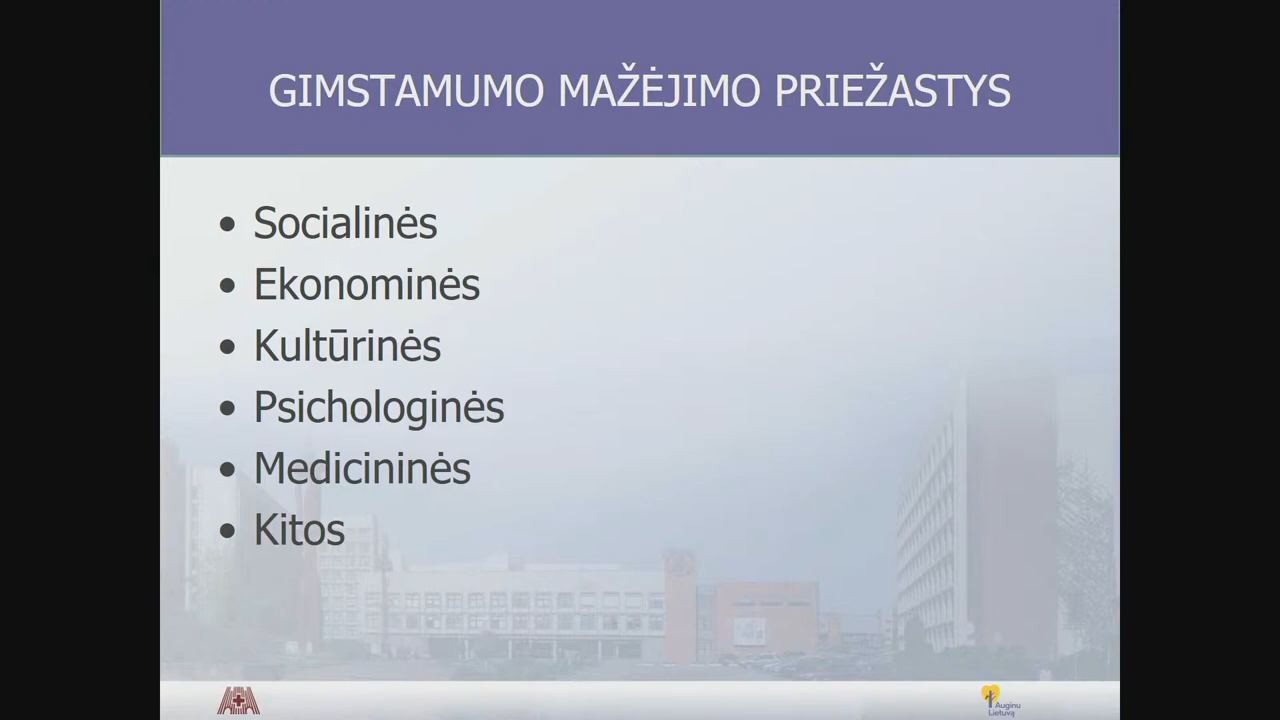 GIMSTAMUMO MAŽĖJIMO PRIEŽASTYS
• Socialinės
• Ekonominės
• Kultūrinės
• Psichologinės
• Medicininės
• Kitos
Auginu
Lietuvą